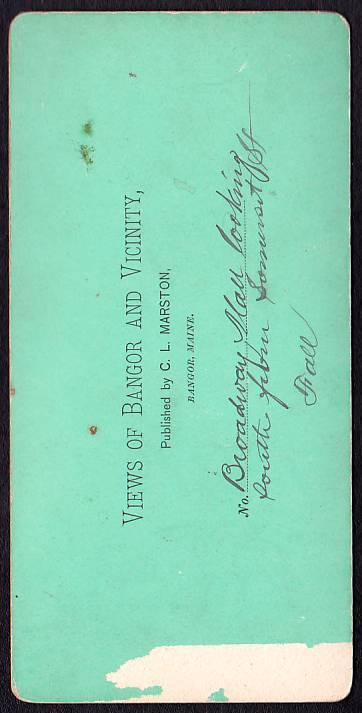 VIEWS OF BANGOR AND VICINITY,
Published by C. L. MARSTON,
BANGOR, MAINE.
No. Broadway Mall looking
south from Somerset St
Fall